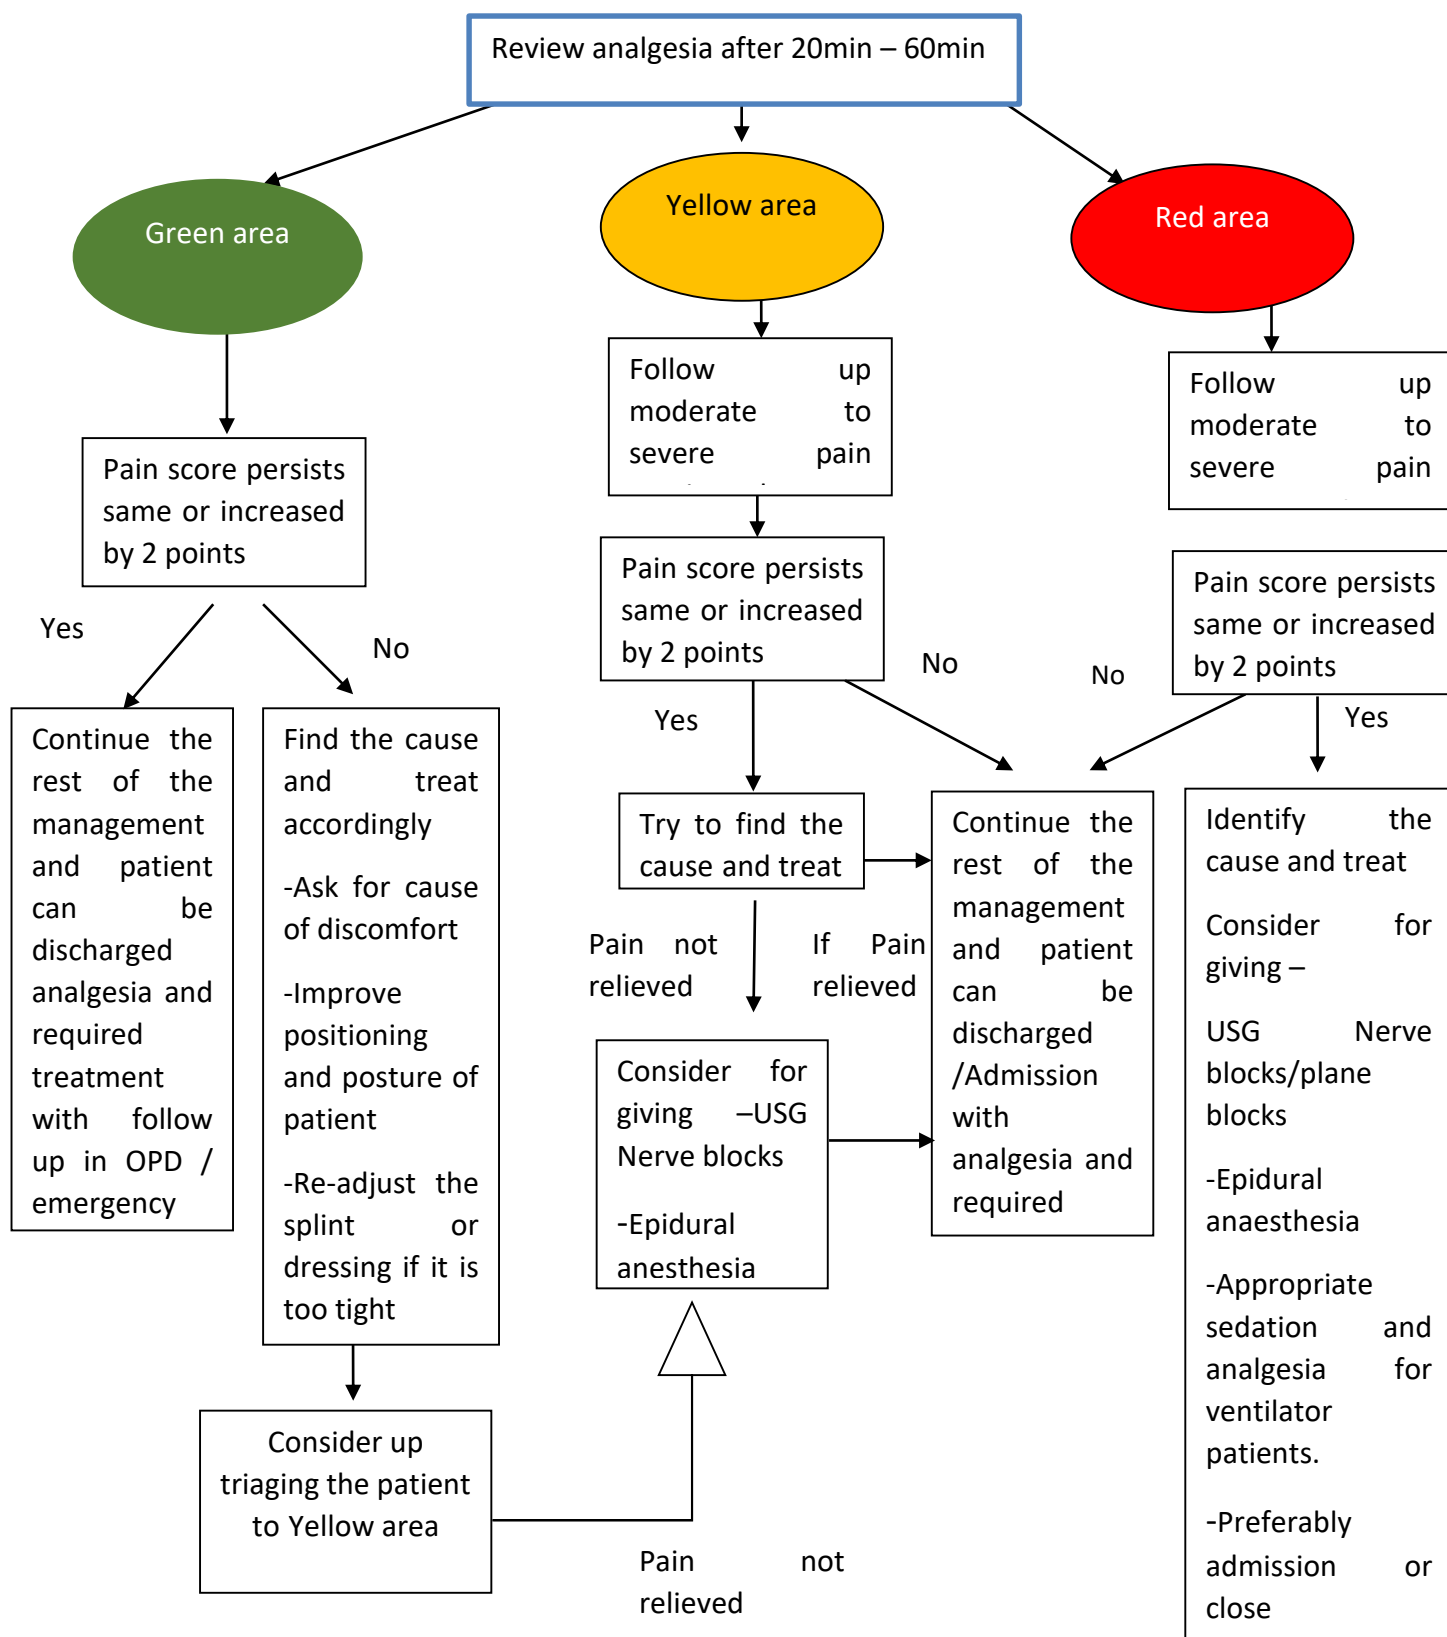 Review analgesia after 20min – 60min
Green area
Yellow area
Red area
Follow up
moderate to
severe pain
Follow up
moderate to
severe pain
Pain score persists
same or increased
by 2 points
Pain score persists
same or increased
by 2 points
Pain score persists
same or increased
by 2 points
Yes
No
Yes
No
No
Yes
Continue the
rest of the
management
and patient
can be
discharged
analgesia and
required
treatment
with follow
up in OPD /
emergency
Find the cause
and treat
accordingly
-Ask for cause
of discomfort
-Improve
positioning
and posture of
patient
-Re-adjust the
splint or
dressing if it is
too tight
Consider up
triaging the patient
to Yellow area
Try to find the
cause and treat
Pain not
relieved
If Pain
relieved
Consider for
giving –USG
Nerve blocks
-Epidural
anesthesia
Pain not
relieved
Continue the
rest of the
management
and patient
can be
discharged
/Admission
with
analgesia and
required
Identify the
cause and treat
Consider for
giving –
USG Nerve
blocks/plane
blocks
-Epidural
anaesthesia
-Appropriate
sedation and
analgesia for
ventilator
patients.
-Preferably
admission or
close